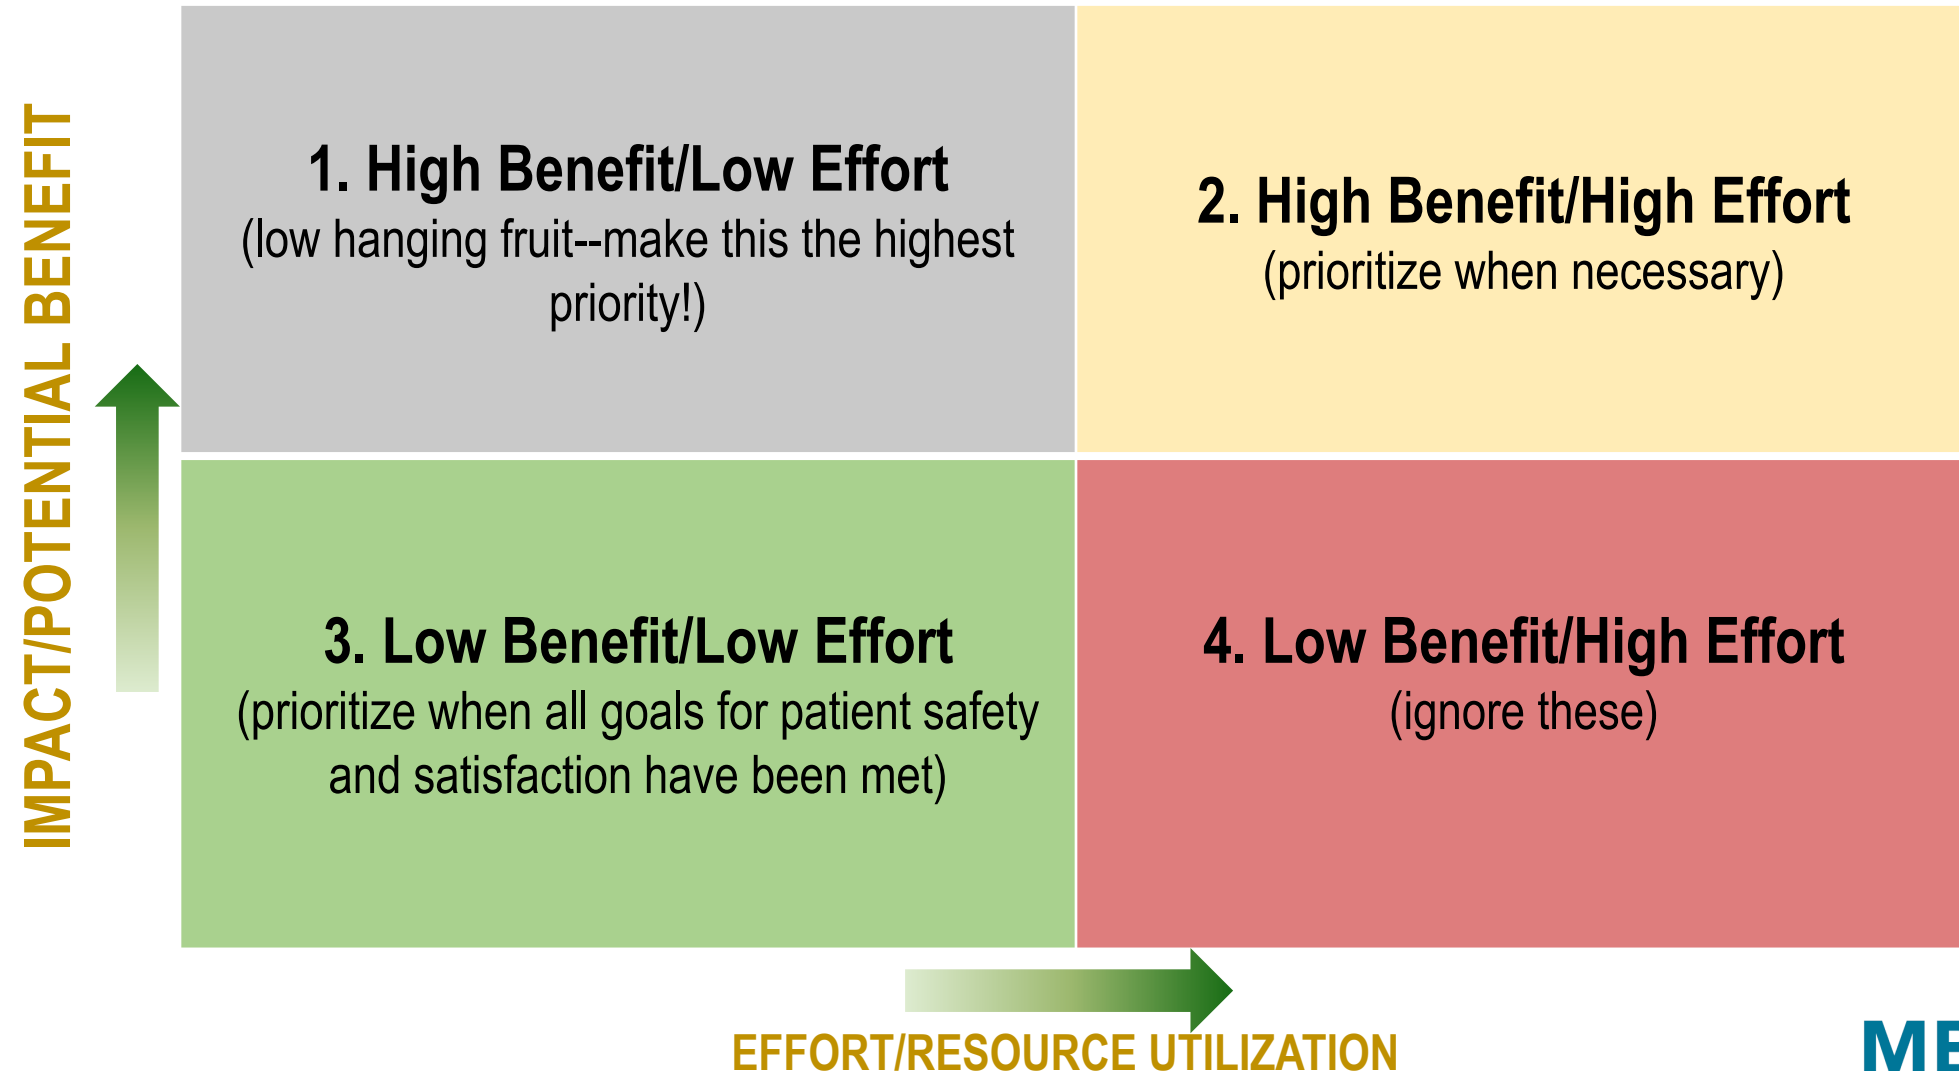 IMPACT/POTENTIAL BENEFIT
1. High Benefit/Low Effort
(low hanging fruit--make this the highest
priority!)
2. High Benefit/High Effort
(prioritize when necessary)
3. Low Benefit/Low Effort
(prioritize when all goals for patient safety
and satisfaction have been met)
4. Low Benefit/High Effort
(ignore these)
EFFORT/RESOURCE UTILIZATION